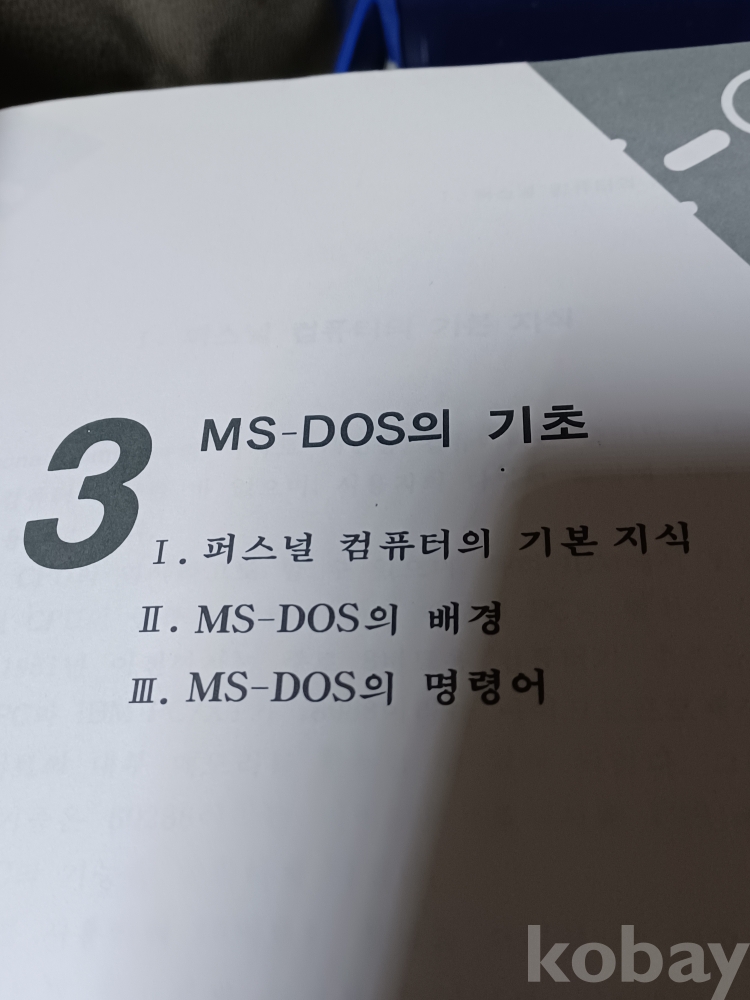 3
MS-DOS의 기초
Ⅰ. 퍼스널 컴퓨터의 기본 지식
Ⅱ. MS-DOS의 배경
Ⅲ. MS-DOS의 명령어
kobay